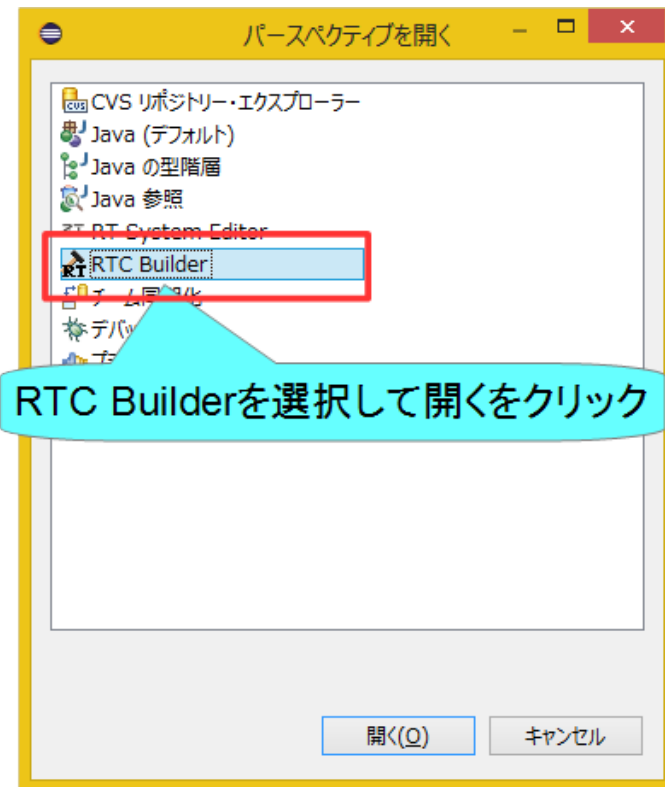 パースペクティブを開く
CVS リポジトリー・エクスプローラー
Java (デフォルト)
Java の型階層
Java 参照
RT System Editor
RTC Builder
RTC Builderを選択して開くをクリック
開く(O)
キャンセル